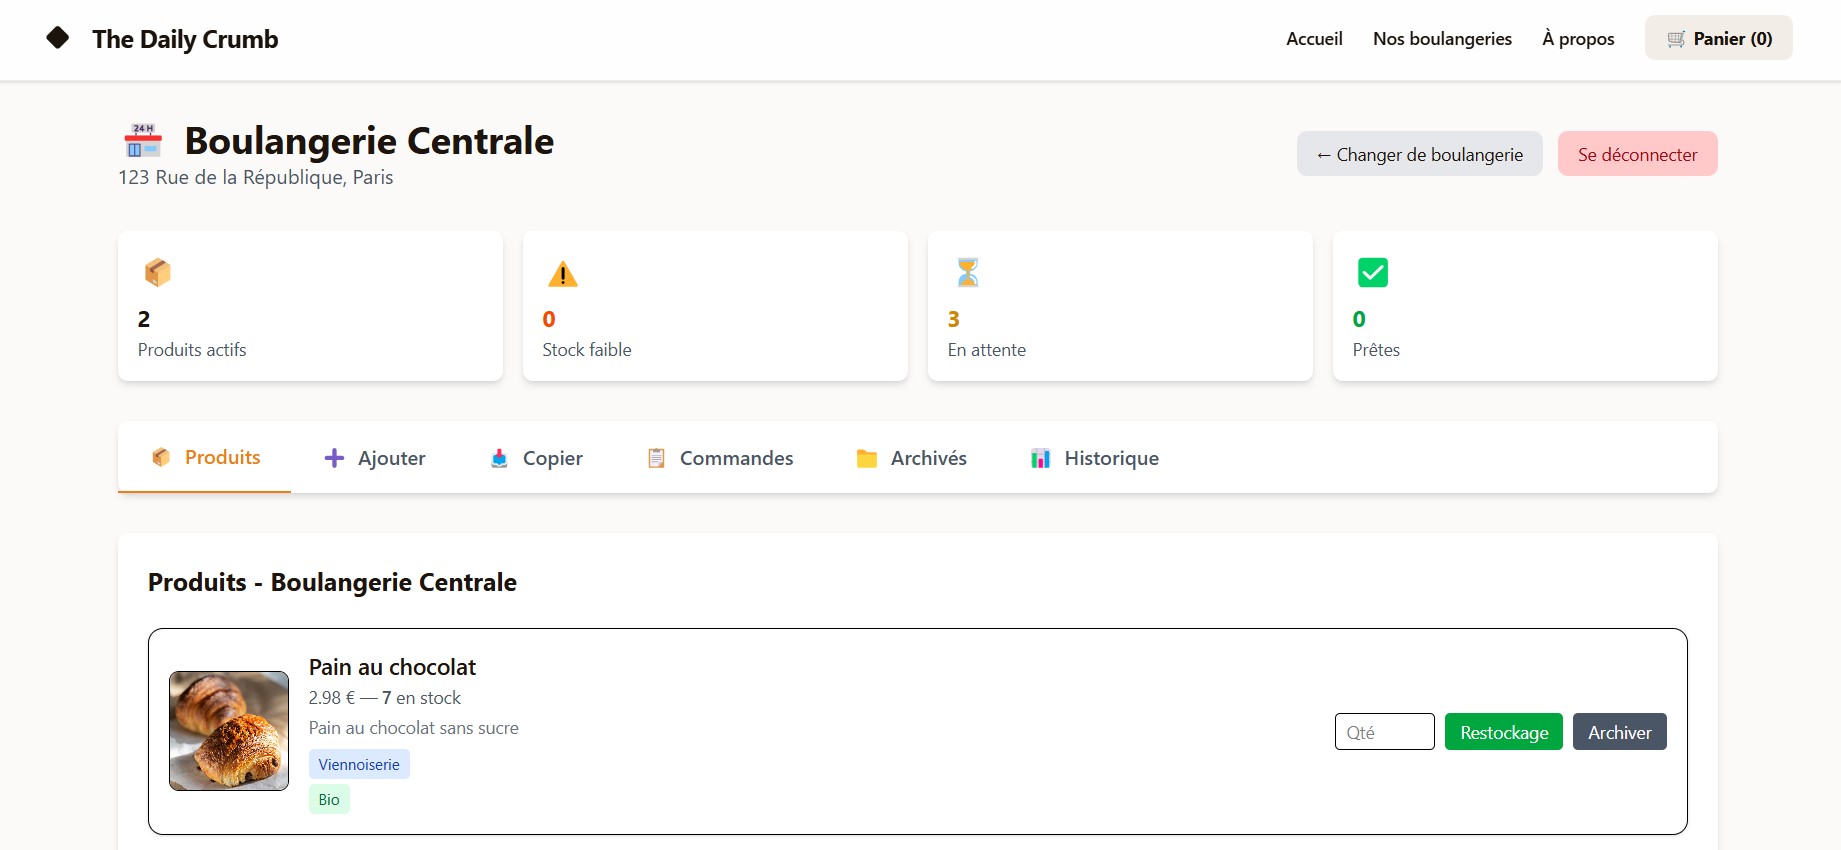 The Daily Crumb
Accueil
Nos boulangeries
À propos
Panier (0)
24 H
Boulangerie Centrale
123 Rue de la République, Paris
← Changer de boulangerie
Se déconnecter
2
Produits actifs
0
Stock faible
3
En attente
0
Prêtes
Produits
Ajouter
Copier
Commandes
Archivés
Historique
Produits - Boulangerie Centrale
Pain au chocolat
2.98 € — 7 en stock
Pain au chocolat sans sucre
Viennoiserie
Bio
Qté
Restockage
Archiver